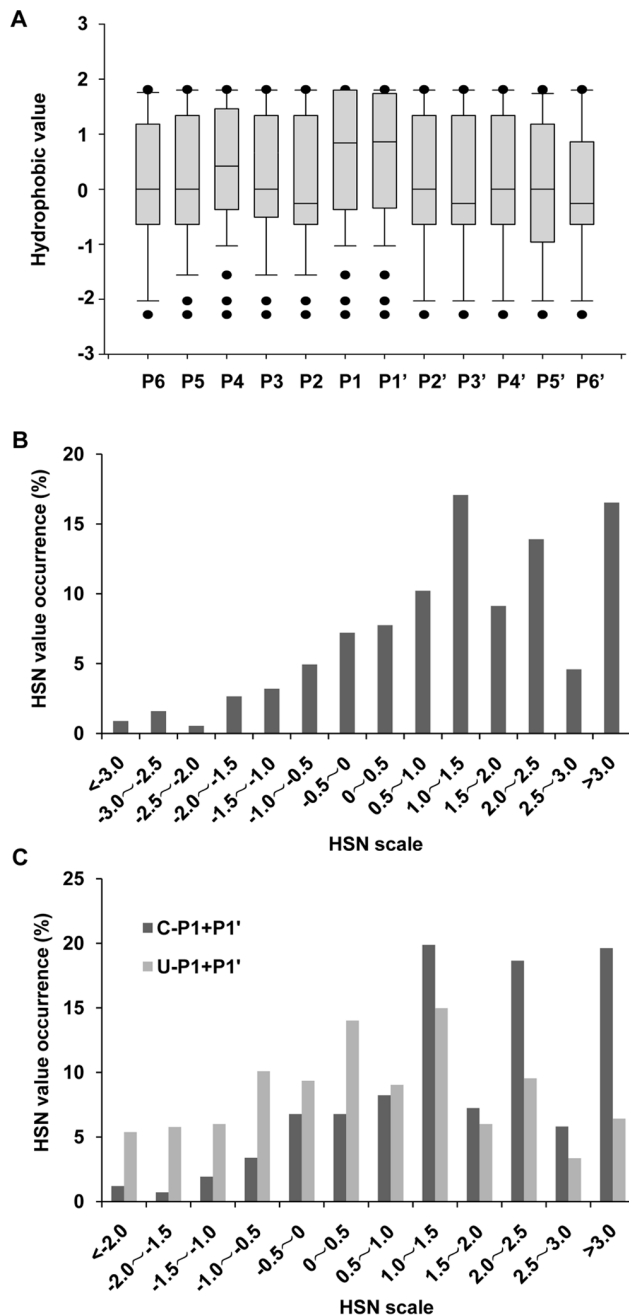 A
Hydrophobic value
3
2
1
0
-1
-2
-3
P6 P5 P4 P3 P2 P1 P1’ P2’ P3’ P4’ P5’ P6’
B
HSN value occurrence (%)
20
15
10
5
0
<-3.0 -3.0~-2.5 -2.5~-2.0 -2.0~-1.5 -1.5~-1.0 -1.0~-0.5 -0.5~0 0~0.5 0.5~1.0 1.0~1.5 1.5~2.0 2.0~2.5 2.5~3.0 >3.0
HSN scale
C
HSN value occurrence (%)
25
20
15
10
5
0
C-P1+P1'
U-P1+P1'
<-2.0 -2.0~-1.5 -1.5~-1.0 -1.0~-0.5 -0.5~0 0~0.5 0.5~1.0 1.0~1.5 1.5~2.0 2.0~2.5 2.5~3.0 >3.0
HSN scale